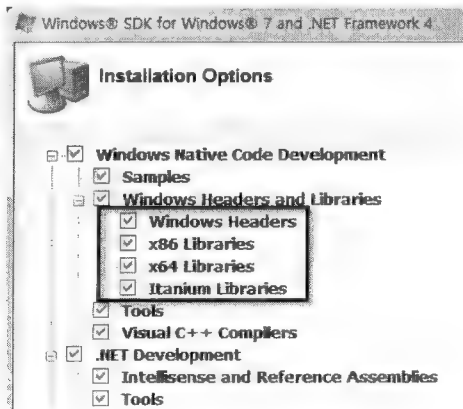 Windows® SDK for Windows® 7 and .NET Framework 4
Installation Options
Windows Native Code Development
Samples
Windows Headers and Libraries
Windows Headers
x86 Libraries
x64 Libraries
Itanium Libraries
Tools
Visual C++ Compilers
.NET Development
Intellisense and Reference Assemblies
Tools